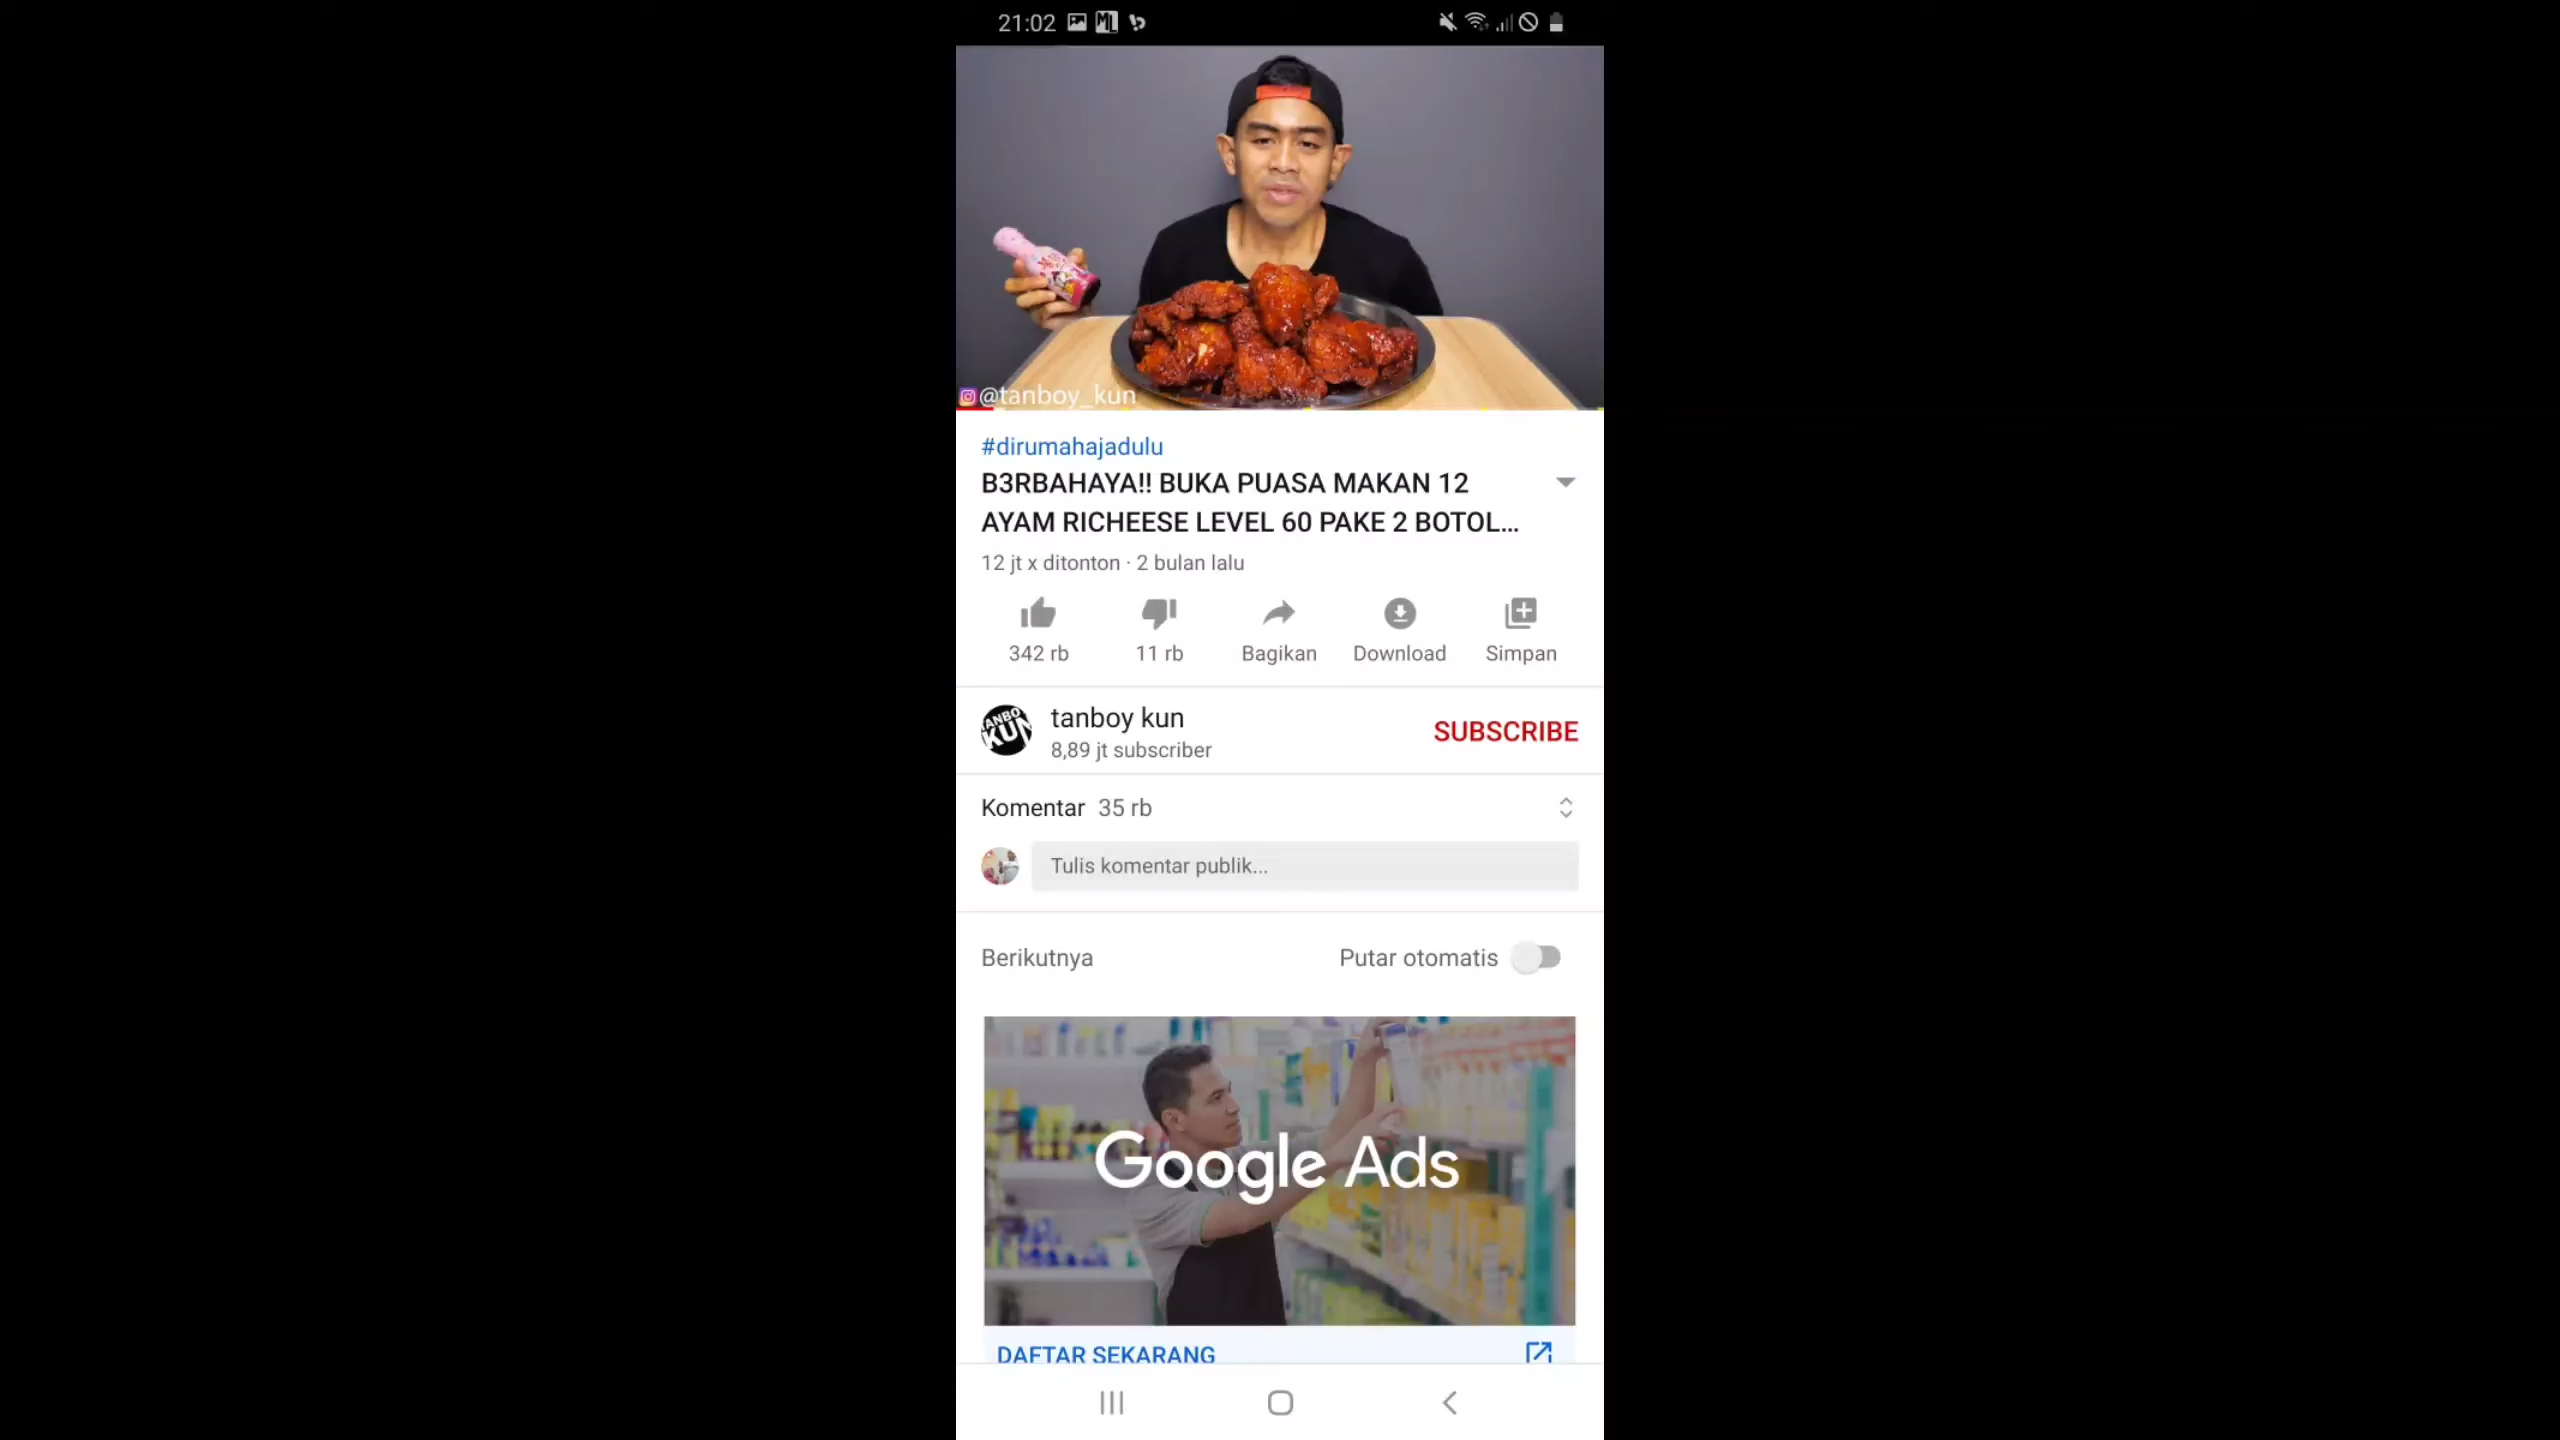 21:02
@tanboy_kun
#dirumahajadulu
B3RBAHAYA!! BUKA PUASA MAKAN 12
AYAM RICHEESE LEVEL 60 PAKE 2 BOTOL...
12 jt x ditonton · 2 bulan lalu
342 rb
11 rb
Bagikan
Download
Simpan
TANBO
KUN
tanboy kun
8,89 jt subscriber
SUBSCRIBE
Komentar 35 rb
Tulis komentar publik...
Berikutnya
Putar otomatis
Google Ads
DAFTAR SEKARANG